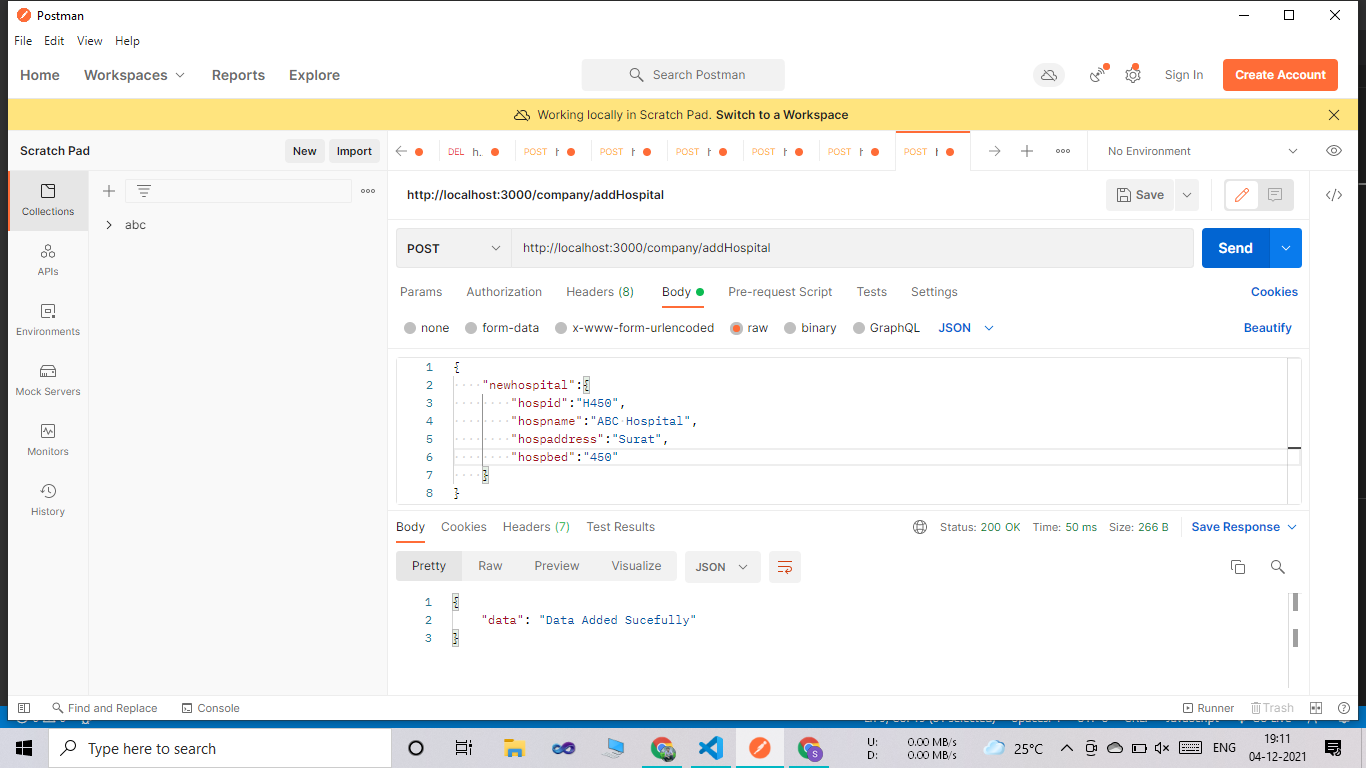 Postman
File Edit View Help
Home Workspaces Reports Explore Search Postman Sign In Create Account
Working locally in Scratch Pad. Switch to a Workspace
Scratch Pad New Import DEL h. POST POST POST POST POST POST No Environment
Collections
APIs
Environments
Mock Servers
Monitors
History
abc
http://localhost:3000/company/addHospital Save
POST http://localhost:3000/company/addHospital Send
Params Authorization Headers (8) Body Pre-request Script Tests Settings Cookies
none form-data x-www-form-urlencoded raw binary GraphQL JSON Beautify
1 {
2 "newhospital":{
3 "hospid":"H450",
4 "hospname":"ABC Hospital",
5 "hospaddress":"Surat",
6 "hospbed":"450"
7 }
8 }
Body Cookies Headers (7) Test Results Status: 200 OK Time: 50 ms Size: 266 B Save Response
Pretty Raw Preview Visualize JSON
1 {
2 "data": "Data Added Sucefully"
3 }
Find and Replace Console Runner Trash
Type here to search U: 0.00 MB/s 25°C ENG 19:11
D: 0.00 MB/s 04-12-2021